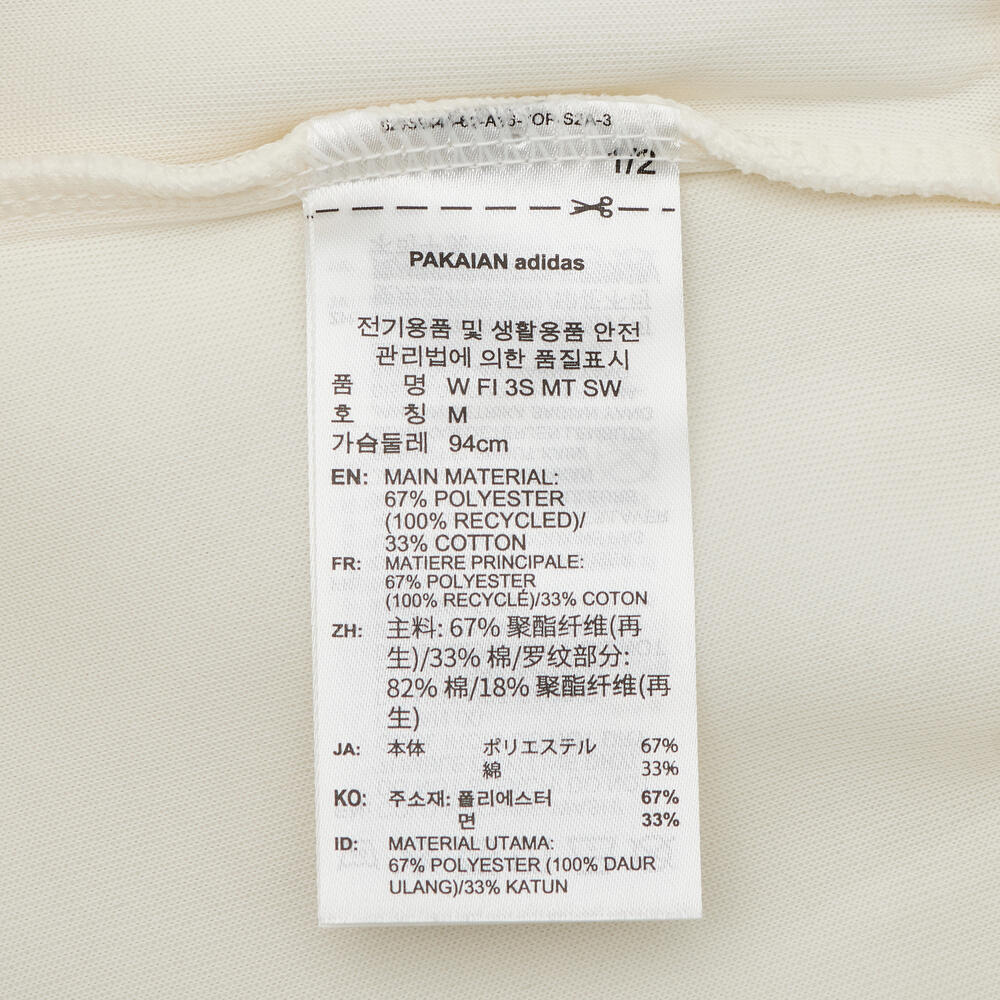 1/2
PAKAIAN adidas
전기용품 및 생활용품 안전
관리법에 의한 품질표시
품 명 W FI 3S MT SW
호 칭 M
가슴둘레 94cm
EN: MAIN MATERIAL:
67% POLYESTER
(100% RECYCLED)/
33% COTTON
FR: MATIERE PRINCIPALE:
67% POLYESTER
(100% RECYCLÉ)/33% COTON
ZH: 主料: 67% 聚酯纤维(再
生)/33% 棉/罗纹部分:
82% 棉/18% 聚酯纤维(再
生)
JA: 本体 ポリエステル 67%
綿 33%
KO: 주소재: 폴리에스터 67%
면 33%
ID: MATERIAL UTAMA:
67% POLYESTER (100% DAUR
ULANG)/33% KATUN